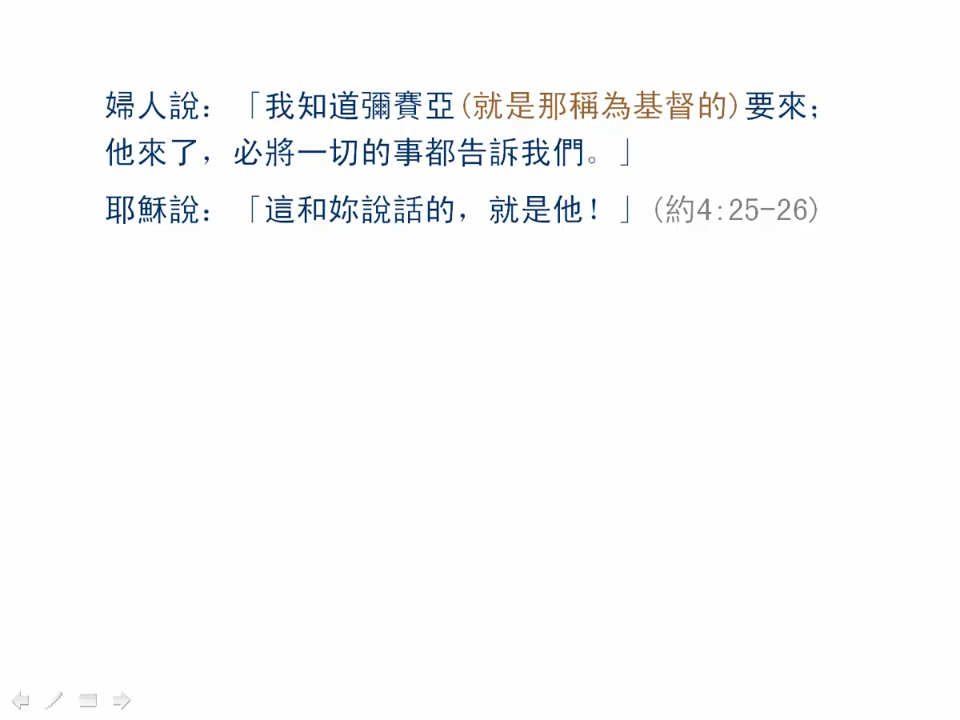 婦人說：「我知道彌賽亞(就是那稱為基督的)要來；
他來了，必將一切的事都告訴我們。」
耶穌說：「這和妳說話的，就是他！」(約4:25-26)